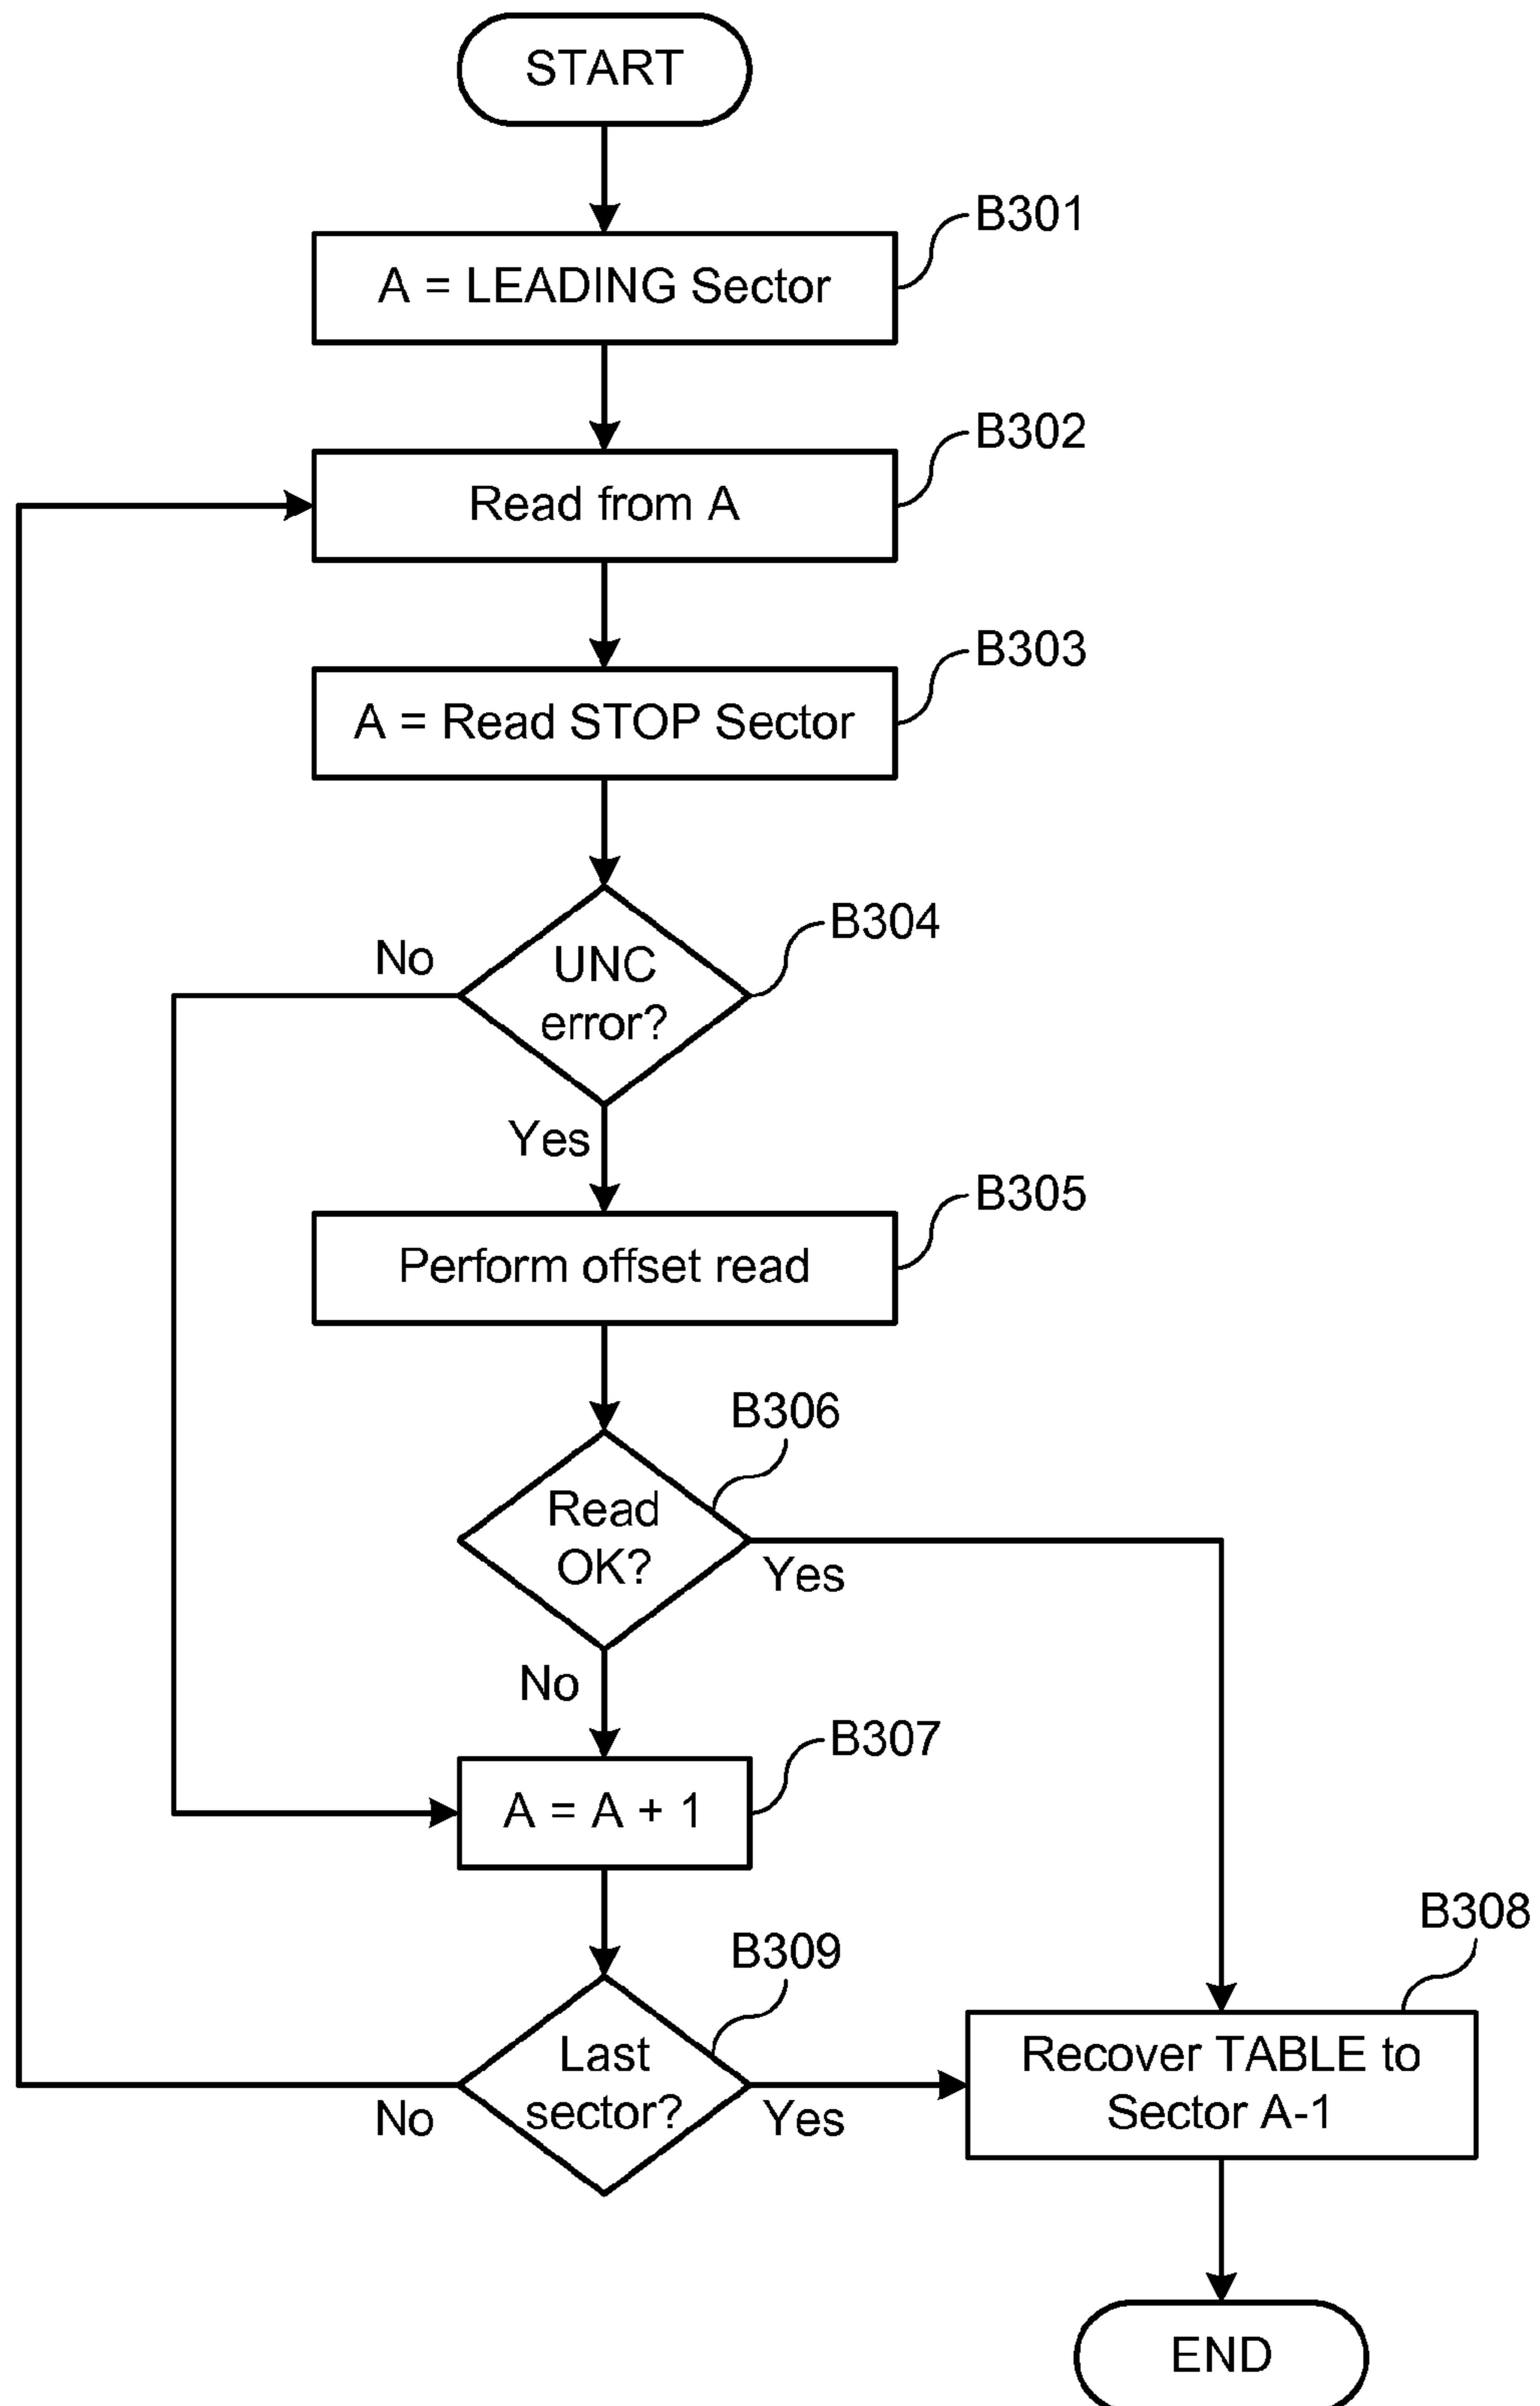 START
B301
A = LEADING Sector
B302
Read from A
B303
A = Read STOP Sector
B304
No
UNC
error?
Yes
B305
Perform offset read
B306
Read
OK?
Yes
No
B307
A = A + 1
B308
B309
Last
sector?
No
Yes
Recover TABLE to
Sector A-1
END